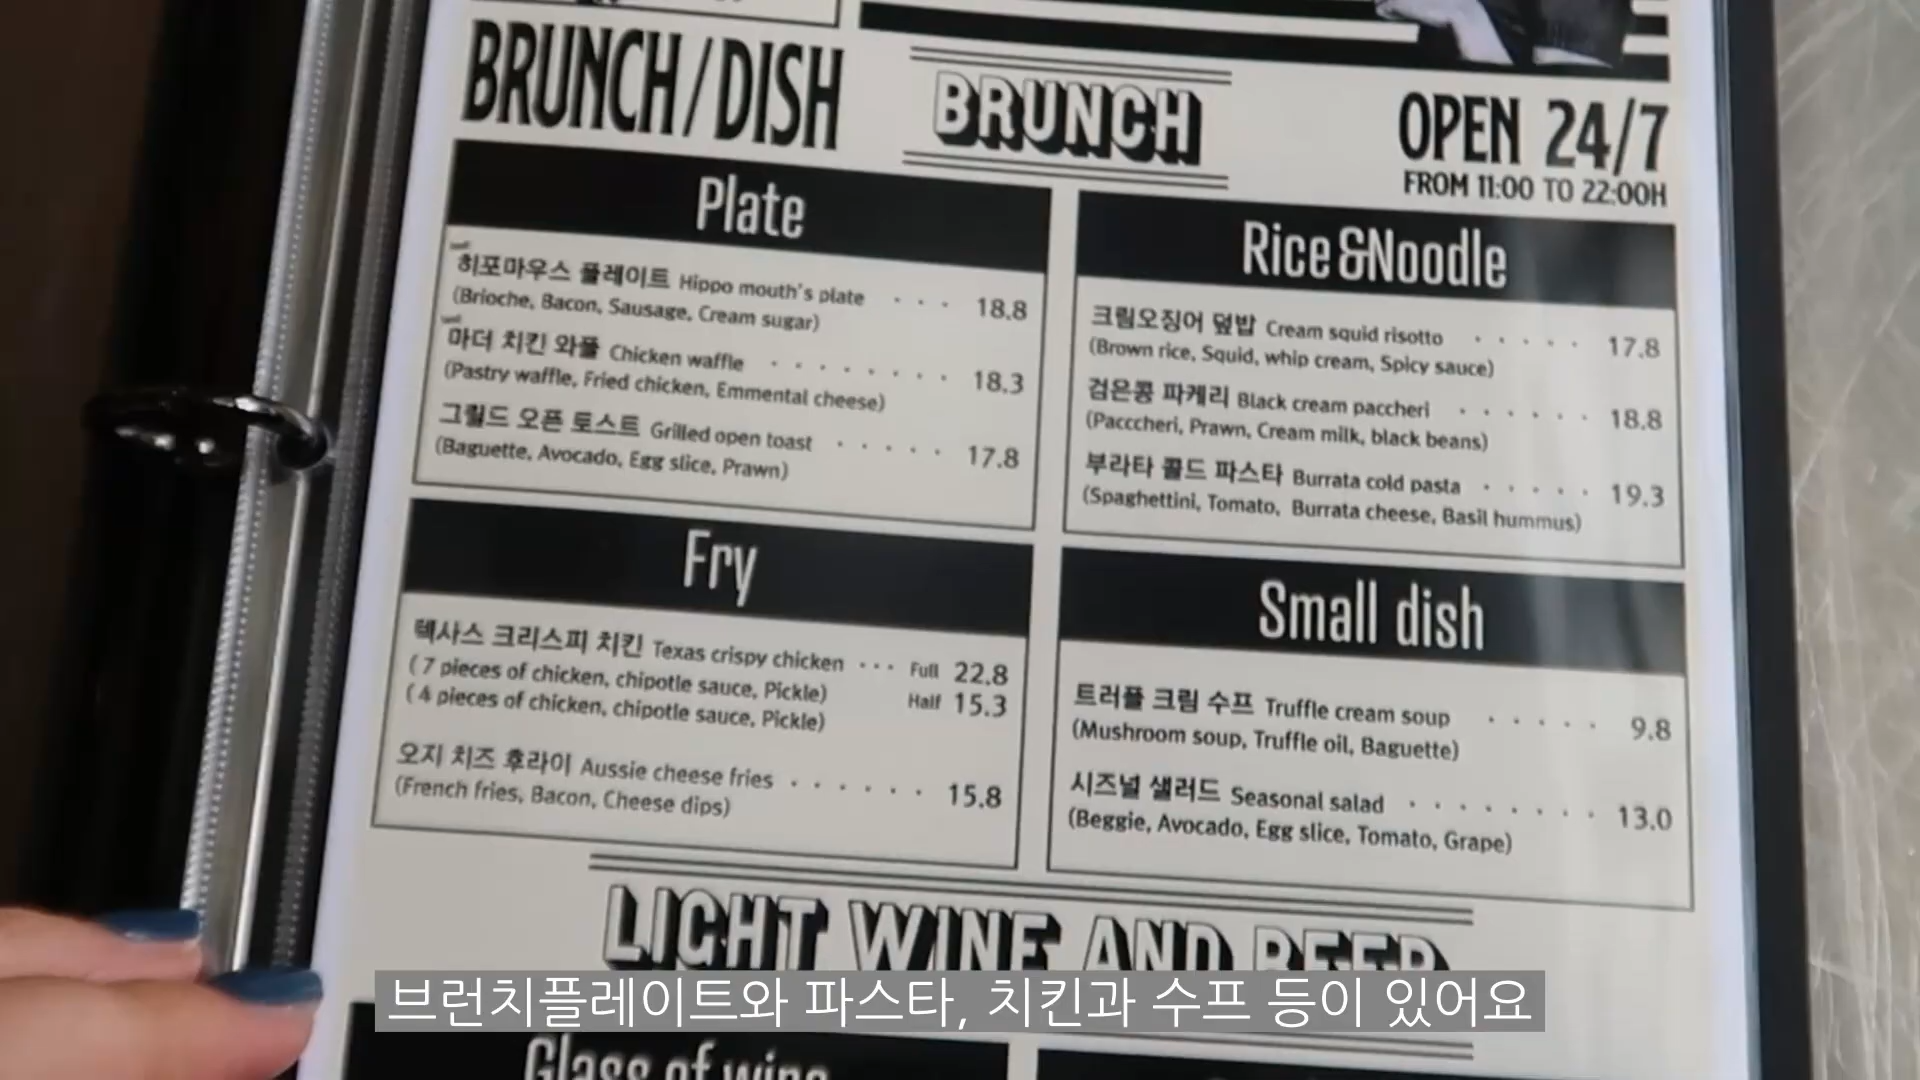 BRUNCH/DISH
BRUNCH
OPEN 24/7
FROM 11:00 TO 22:00H
Plate
히포마우스 플레이트 Hippo mouth's plate · · · 18.8
(Brioche, Bacon, Sausage, Cream sugar)
마더 치킨 와플 Chicken waffle · · · · · · · · 18.3
(Pastry waffle, Fried chicken, Emmental cheese)
그릴드 오픈 토스트 Grilled open toast · · · · · 17.8
(Baguette, Avocado, Egg slice, Prawn)
Rice&Noodle
크림오징어 덮밥 Cream squid risotto · · · · · 17.8
(Brown rice, Squid, whip cream, Spicy sauce)
검은콩 파케리 Black cream paccheri · · · · · · 18.8
(Pacccheri, Prawn, Cream milk, black beans)
부라타 콜드 파스타 Burrata cold pasta · · · · · 19.3
(Spaghettini, Tomato, Burrata cheese, Basil hummus)
Fry
텍사스 크리스피 치킨 Texas crispy chicken · · · Full 22.8
(7 pieces of chicken, chipotle sauce, Pickle) Half 15.3
(4 pieces of chicken, chipotle sauce, Pickle)
오지 치즈 후라이 Aussie cheese fries · · · · · · 15.8
(French fries, Bacon, Cheese dips)
Small dish
트러플 크림 수프 Truffle cream soup · · · · · 9.8
(Mushroom soup, Truffle oil, Baguette)
시즈널 샐러드 Seasonal salad · · · · · · · · 13.0
(Beggie, Avocado, Egg slice, Tomato, Grape)
LIGHT WINE AND BEER
브런치플레이트와 파스타, 치킨과 수프 등이 있어요
Glass of wine